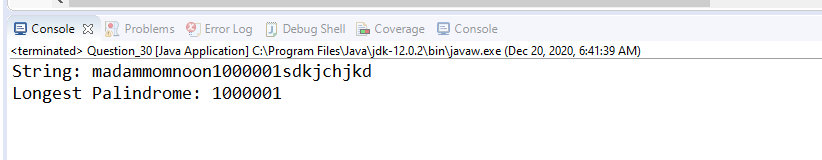 Console Problems Error Log Debug Shell Coverage Console
<terminated> Question_30 [Java Application] C:\Program Files\Java\jdk-12.0.2\bin\javaw.exe (Dec 20, 2020, 6:41:39 AM)
String: madammomnoon1000001sdkjchjkd
Longest Palindrome: 1000001